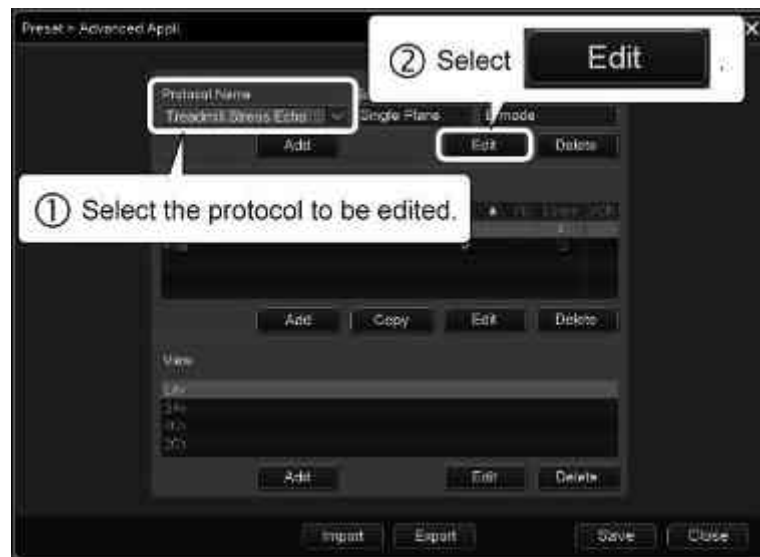 Preset > Advanced Appli
② Select Edit .
Protocol Name
Treadmill Stress Echo Single Plane B mode
Add Edit Delete
① Select the protocol to be edited.
Add Copy Edit Delete
View
Add Edit Delete
Import Export Save Close